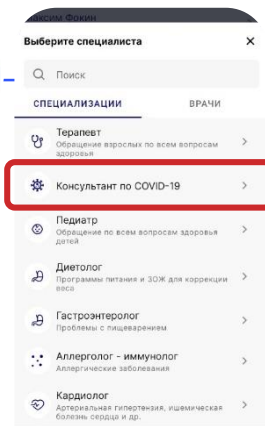 Максим Фокин
Выберите специалиста
Поиск
СПЕЦИАЛИЗАЦИИ ВРАЧИ
Терапевт
Обращение взрослых по всем вопросам
здоровья
Консультант по COVID-19
Педиатр
Обращение по всем вопросам здоровья
детей
Диетолог
Программы питания и ЗОЖ для коррекции
веса
Гастроэнтеролог
Проблемы с пищеварением
Аллерголог - иммунолог
Аллергические заболевания
Кардиолог
Артериальная гипертензия, ишемическая
болезнь сердца и др.